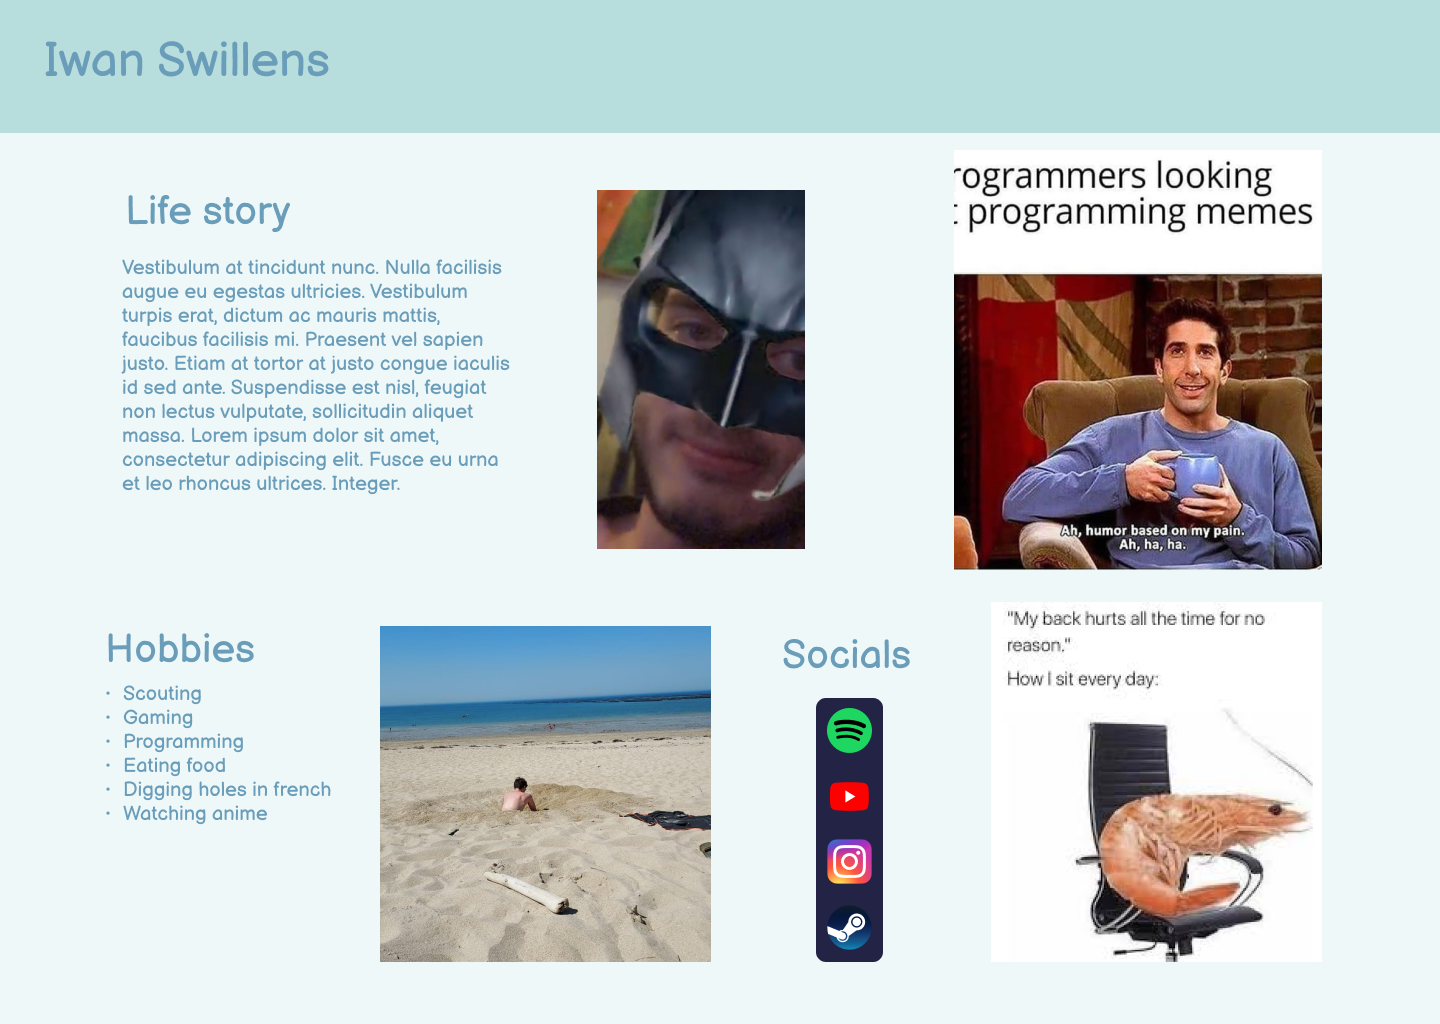 Iwan Swillens
Life story
Vestibulum at tincidunt nunc. Nulla facilisis
augue eu egestas ultricies. Vestibulum
turpis erat, dictum ac mauris mattis,
faucibus facilisis mi. Praesent vel sapien
justo. Etiam at tortor at justo congue iaculis
id sed ante. Suspendisse est nisl, feugiat
non lectus vulputate, sollicitudin aliquet
massa. Lorem ipsum dolor sit amet,
consectetur adipiscing elit. Fusce eu urna
et leo rhoncus ultrices. Integer.
rogrammers looking
t programming memes
Ah, humor based on my pain.
Ah, ha, ha.
Hobbies
• Scouting
• Gaming
• Programming
• Eating food
• Digging holes in french
• Watching anime
Socials
"My back hurts all the time for no
reason."
How I sit every day: